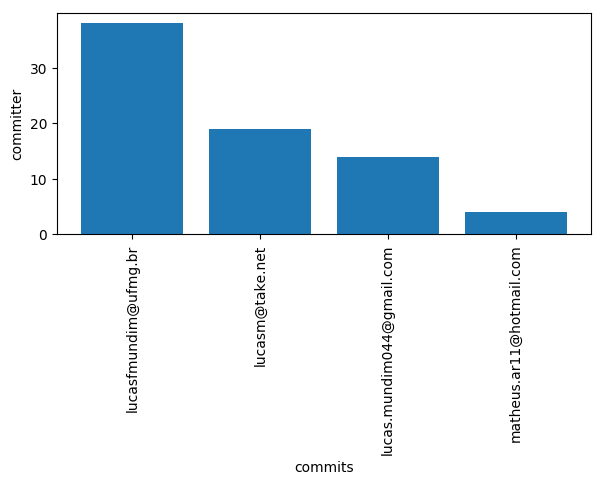 committer
30
20
10
0
lucasfmundim@ufmg.br
lucasm@take.net
lucas.mundim044@gmail.com
matheus.ar11@hotmail.com
commits